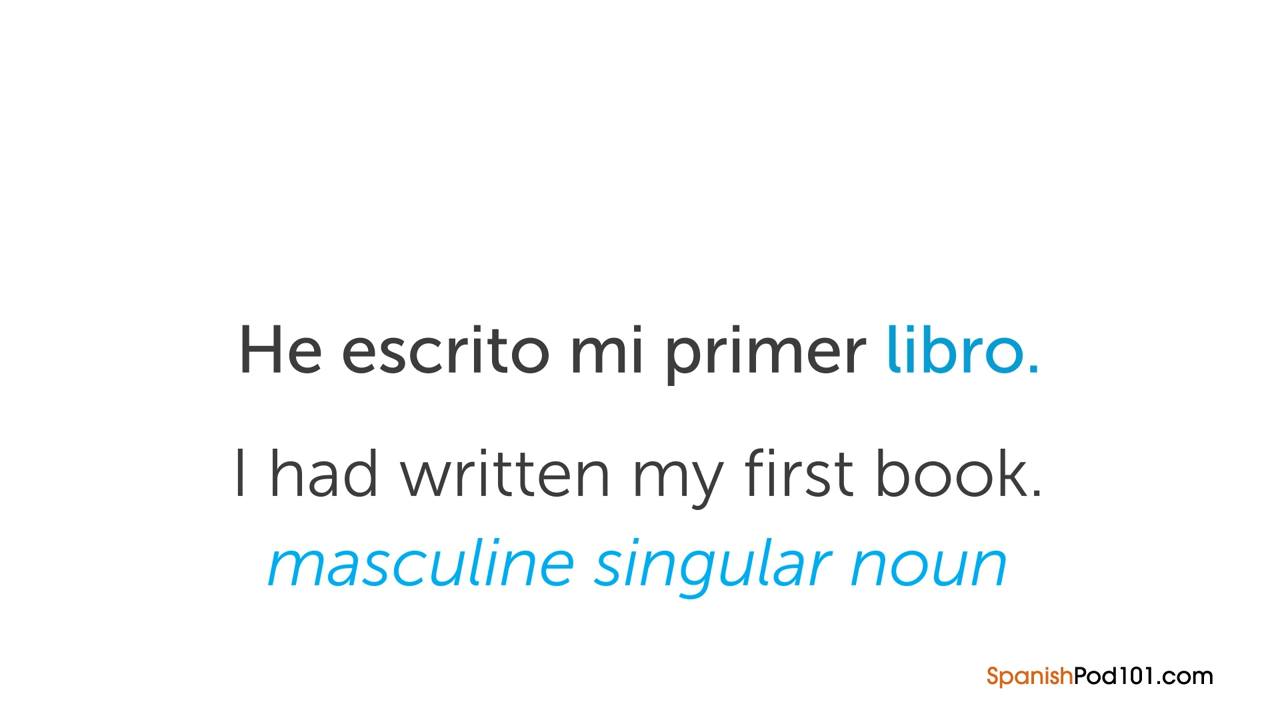 He escrito mi primer libro.
I had written my first book.
masculine singular noun
SpanishPod101.com